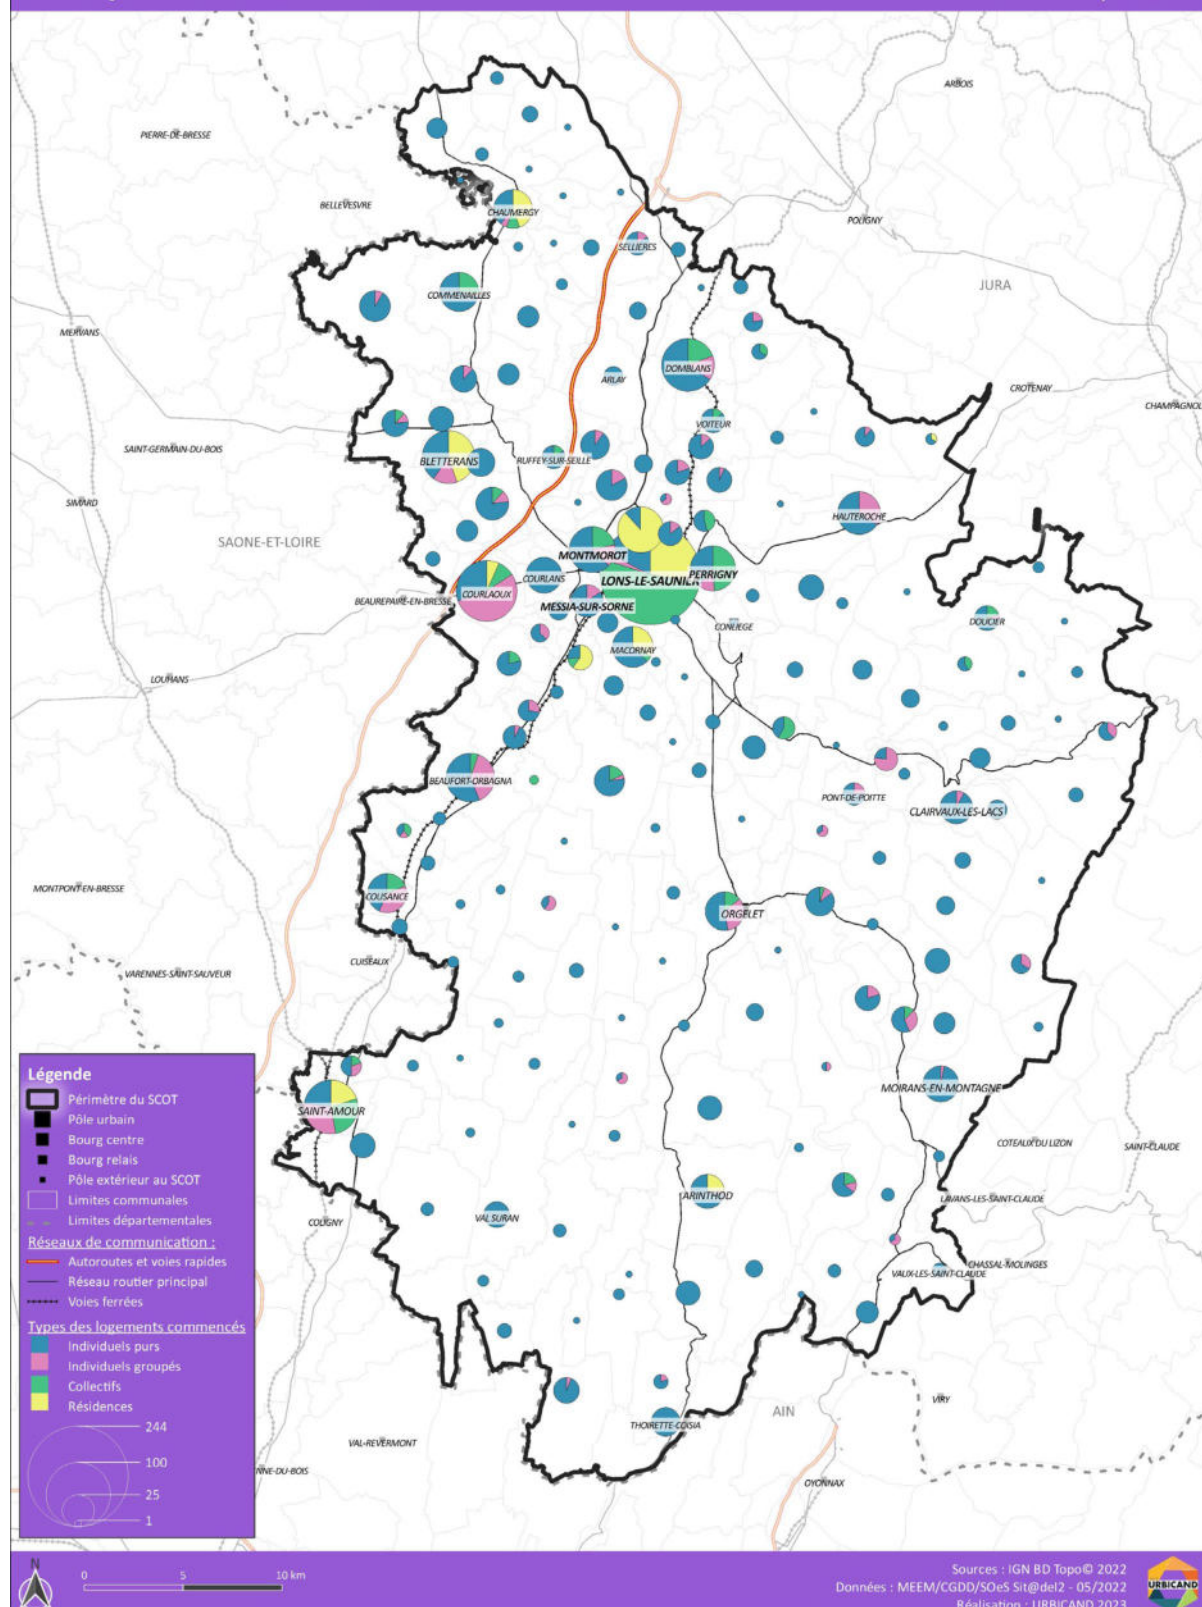 ARBOIS
PIERRE-DE-BRESSE
BELLEVESVRE
CHAUMERGY
POLIGNY
SELLIERES
JURA
COMMENAILLES
MERVANS
DOMBLANS
ARLAY
CROTENAY
CHAMPAGNOL
VOITEUR
SAINT-GERMAIN-DU-BOIS
BLETTERANS
RUFFEY-SUR-SEILLE
SIMARD
HAUTEROCHE
SAONE-ET-LOIRE
MONTMOROT
PERRIGNY
COURLANS
LONS-LE-SAUNIER
COURLAOUX
BEAUREPAIRE-EN-BRESSE
MESSIA-SUR-SORNE
DOUCIER
CONLIEGE
MACORNAY
LOUHANS
BEAUFORT-ORBAGNA
PONT-DE-POITTE
CLAIRVAUX-LES-LACS
MONTPONT-EN-BRESSE
COUSANCE
ORGELET
CUISEAUX
VARENNES-SAINT-SAUVEUR
MOIRANS-EN-MONTAGNE
SAINT-AMOUR
COTEAUX DU LIZON
SAINT-CLAUDE
ARINTHOD
LAVANS-LES-SAINT-CLAUDE
VAL SURAN
COLIGNY
CHASSAL-MOLINGES
VAUX-LES-SAINT-CLAUDE
VIRY
AIN
THOIRETTE-COISIA
VAL-REVERMONT
NNE-DU-BOIS
OYONNAX
Légende
Périmètre du SCOT
Pôle urbain
Bourg centre
Bourg relais
Pôle extérieur au SCOT
Limites communales
Limites départementales
Réseaux de communication :
Autoroutes et voies rapides
Réseau routier principal
Voies ferrées
Types des logements commencés
Individuels purs
Individuels groupés
Collectifs
Résidences
244
100
25
1
N
0 5 10 km
Sources : IGN BD Topo© 2022
Données : MEEM/CGDD/SOeS Sit@del2 - 05/2022
Réalisation : URBICAND 2023
URBICAND